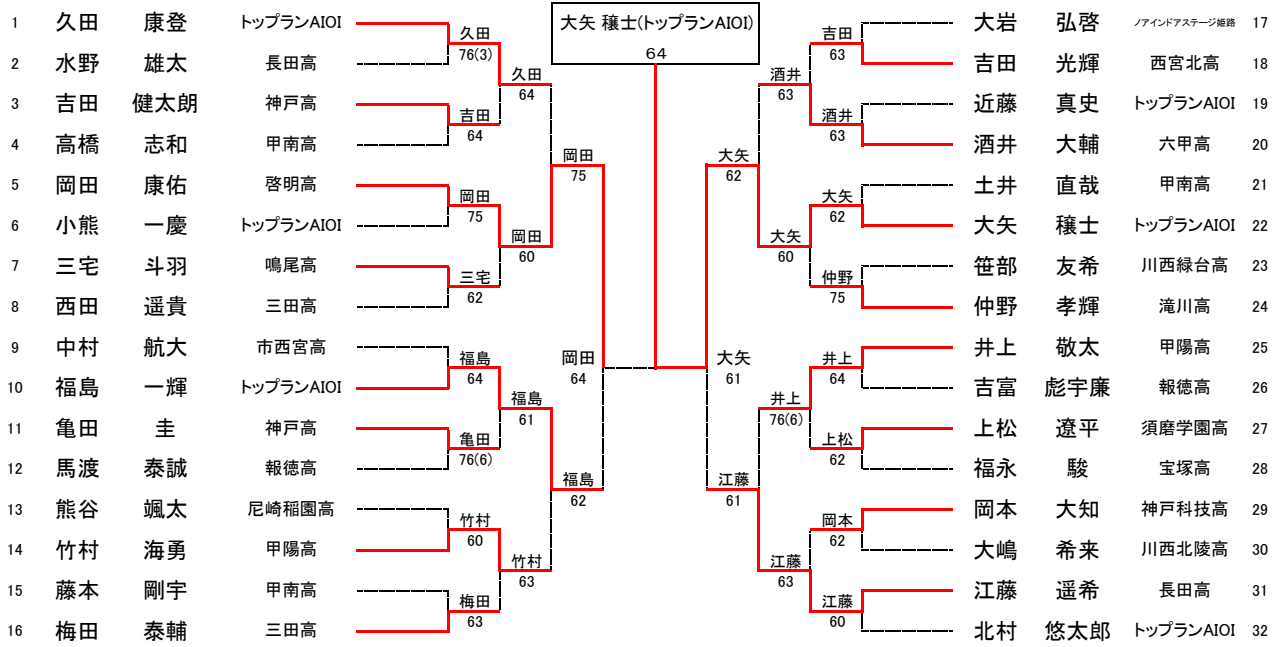 大矢 穣士(トップランAIOI)
64
1 久田 康登 トップランAIOI
久田
76(3)
2 水野 雄太 長田高
久田
64
3 吉田 健太朗 神戸高
吉田
64
4 高橋 志和 甲南高
岡田
75
5 岡田 康佑 啓明高
岡田
75
6 小熊 一慶 トップランAIOI
岡田
60
7 三宅 斗羽 鳴尾高
三宅
62
8 西田 遥貴 三田高
岡田
64
9 中村 航大 市西宮高
福島
64
10 福島 一輝 トップランAIOI
福島
61
11 亀田 圭 神戸高
亀田
76(6)
12 馬渡 泰誠 報徳高
福島
62
13 熊谷 颯太 尼崎稲園高
竹村
60
14 竹村 海勇 甲陽高
竹村
63
15 藤本 剛宇 甲南高
梅田
63
16 梅田 泰輔 三田高
大岩 弘啓 ノアインドアステージ姫路 17
吉田
63
吉田 光輝 西宮北高 18
酒井
63
近藤 真史 トップランAIOI 19
酒井
63
酒井 大輔 六甲高 20
大矢
62
土井 直哉 甲南高 21
大矢
62
大矢 穣士 トップランAIOI 22
大矢
60
笹部 友希 川西緑台高 23
仲野
75
仲野 孝輝 滝川高 24
大矢
61
井上 敬太 甲陽高 25
井上
64
吉富 彪宇廉 報徳高 26
井上
76(6)
上松 遼平 須磨学園高 27
上松
62
福永 駿 宝塚高 28
江藤
61
岡本 大知 神戸科技高 29
岡本
62
大嶋 希来 川西北陵高 30
江藤
63
江藤 遥希 長田高 31
江藤
60
北村 悠太郎 トップランAIOI 32